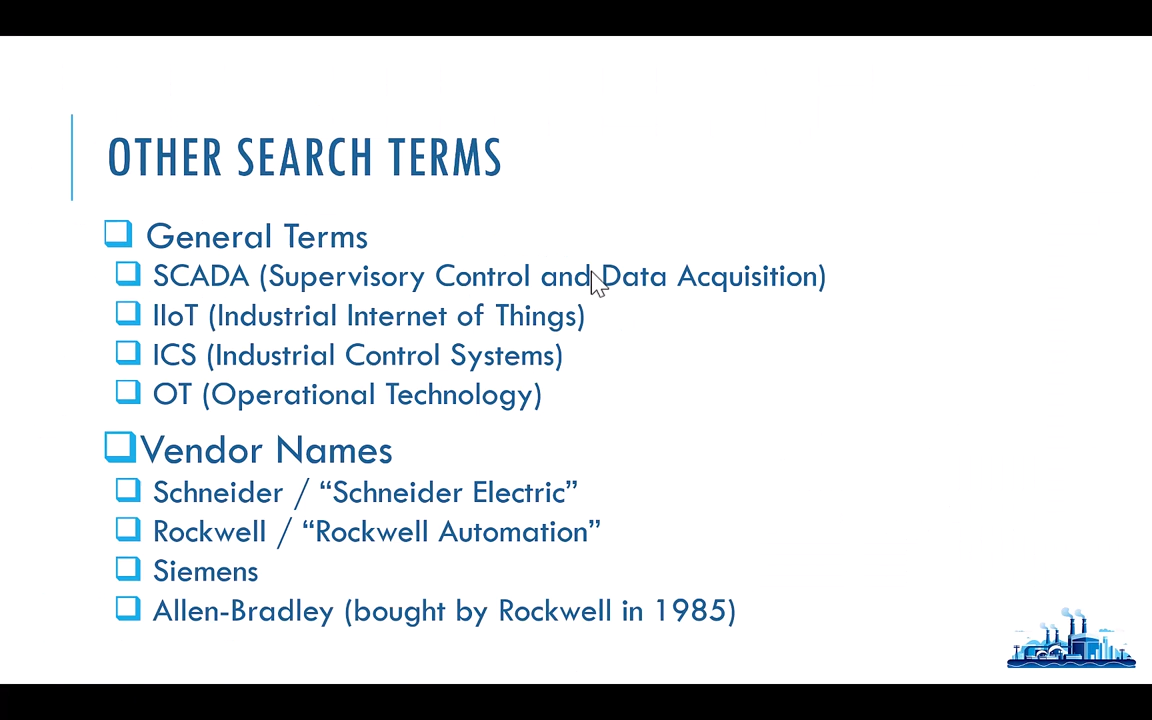 OTHER SEARCH TERMS
General Terms
SCADA (Supervisory Control and Data Acquisition)
IIoT (Industrial Internet of Things)
ICS (Industrial Control Systems)
OT (Operational Technology)
Vendor Names
Schneider / “Schneider Electric”
Rockwell / “Rockwell Automation”
Siemens
Allen-Bradley (bought by Rockwell in 1985)